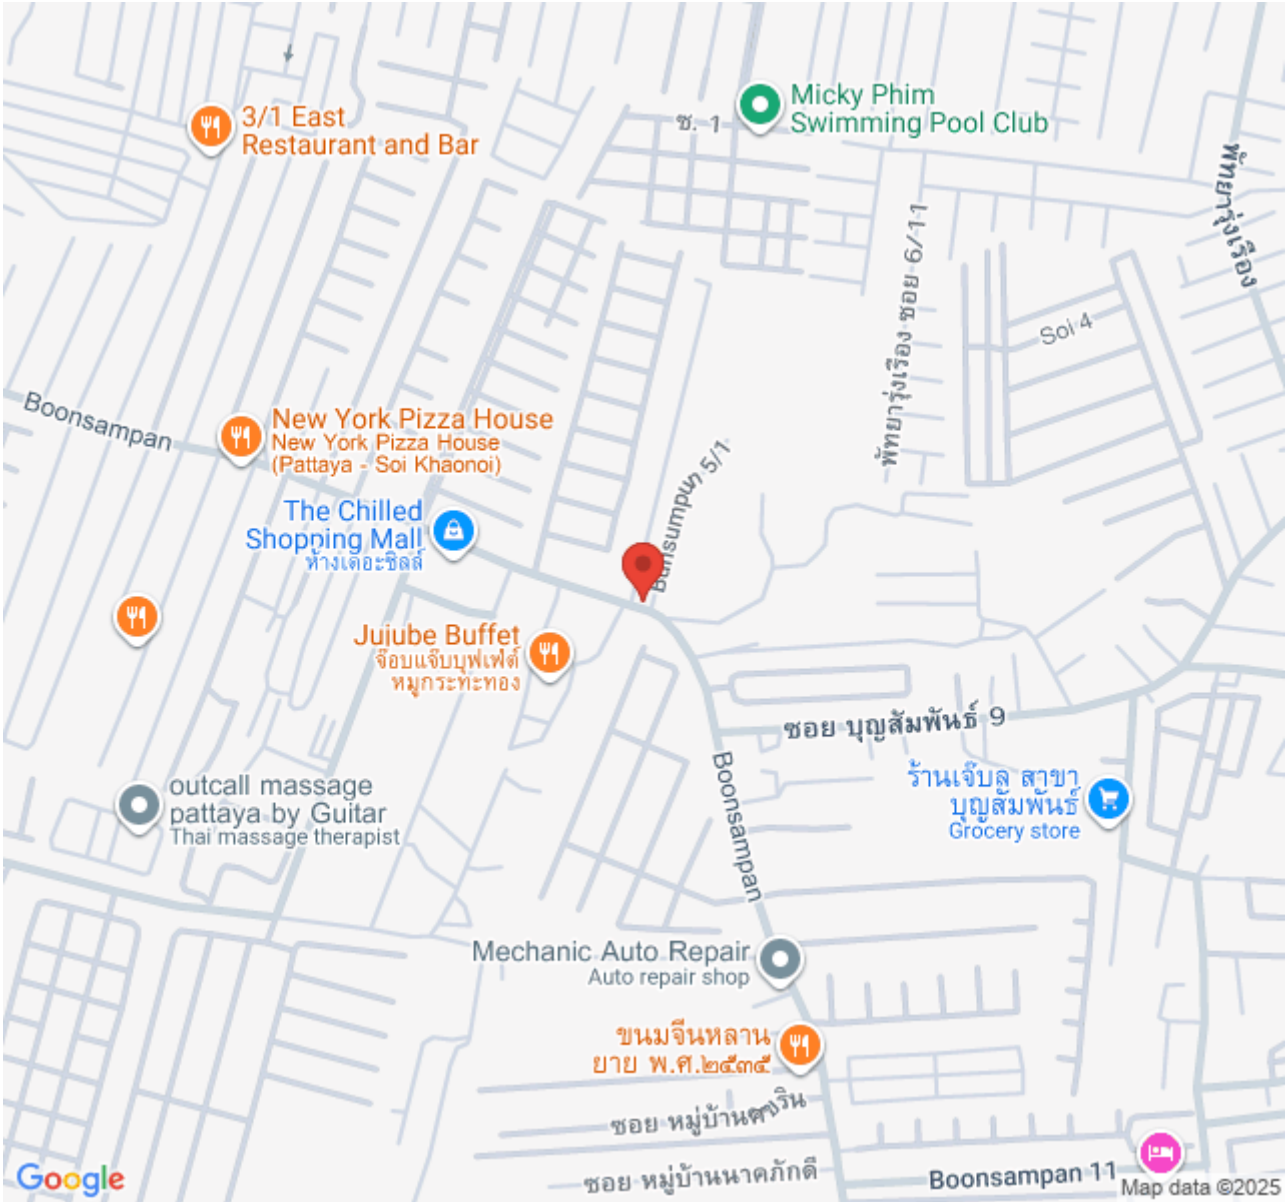 3/1 East
Restaurant and Bar
Micky Phim
Swimming Pool Club
ซ. 1
พัทยารุ่งเรือง
พัทยารุ่งเรือง ซอย 6/11
Soi 4
Boonsampan
New York Pizza House
New York Pizza House
(Pattaya - Soi Khaonoi)
The Chilled
Shopping Mall
ห้างเดอะชิลล์
5/1
Jujube Buffet
จ๊อบแจ๊บบุฟเฟต์
หมูกระทะทอง
ซอย บุญสัมพันธ์ 9
Boonsampan
outcall massage
pattaya by Guitar
Thai massage therapist
ร้านเจ๊บล สาขา
บุญสัมพันธ์
Grocery store
Mechanic Auto Repair
Auto repair shop
ขนมจีนหลาน
ยาย พ.ศ.๒๕๓๕
ซอย
ซอย หมู่บ้านนาคภักดี
Boonsampan 11
Google
Map data ©2025